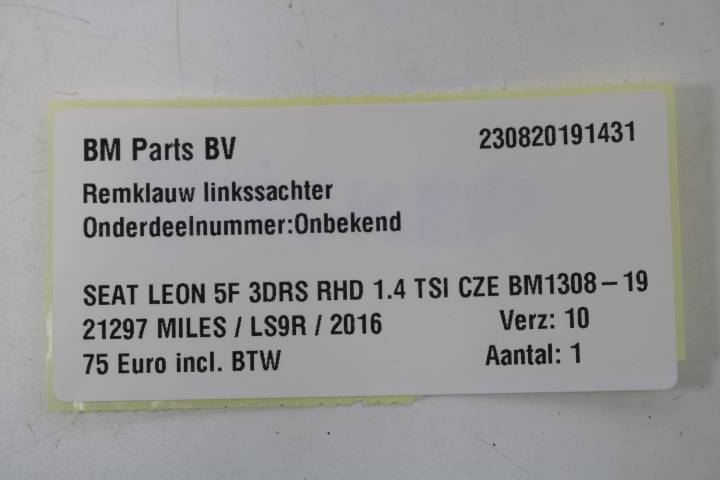 BM Parts BV 230820191431
Remklauw linkssachter
Onderdeelnummer:Onbekend
SEAT LEON 5F 3DRS RHD 1.4 TSI CZE BM1308-19
21297 MILES / LS9R / 2016 Verz: 10
75 Euro incl. BTW Aantal: 1